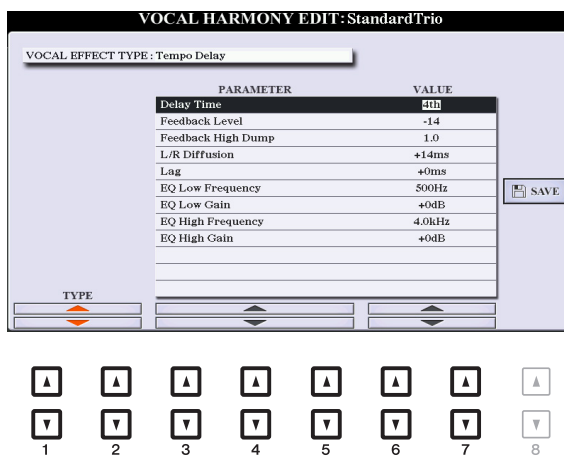 VOCAL HARMONY EDIT: StandardTrio
VOCAL EFFECT TYPE : Tempo Delay
PARAMETER VALUE
Delay Time 4th
Feedback Level -14
Feedback High Dump 1.0
L/R Diffusion +14ms
Lag +0ms
EQ Low Frequency 500Hz
EQ Low Gain +0dB
EQ High Frequency 4.0kHz
EQ High Gain +0dB
SAVE
TYPE
1 2 3 4 5 6 7 8